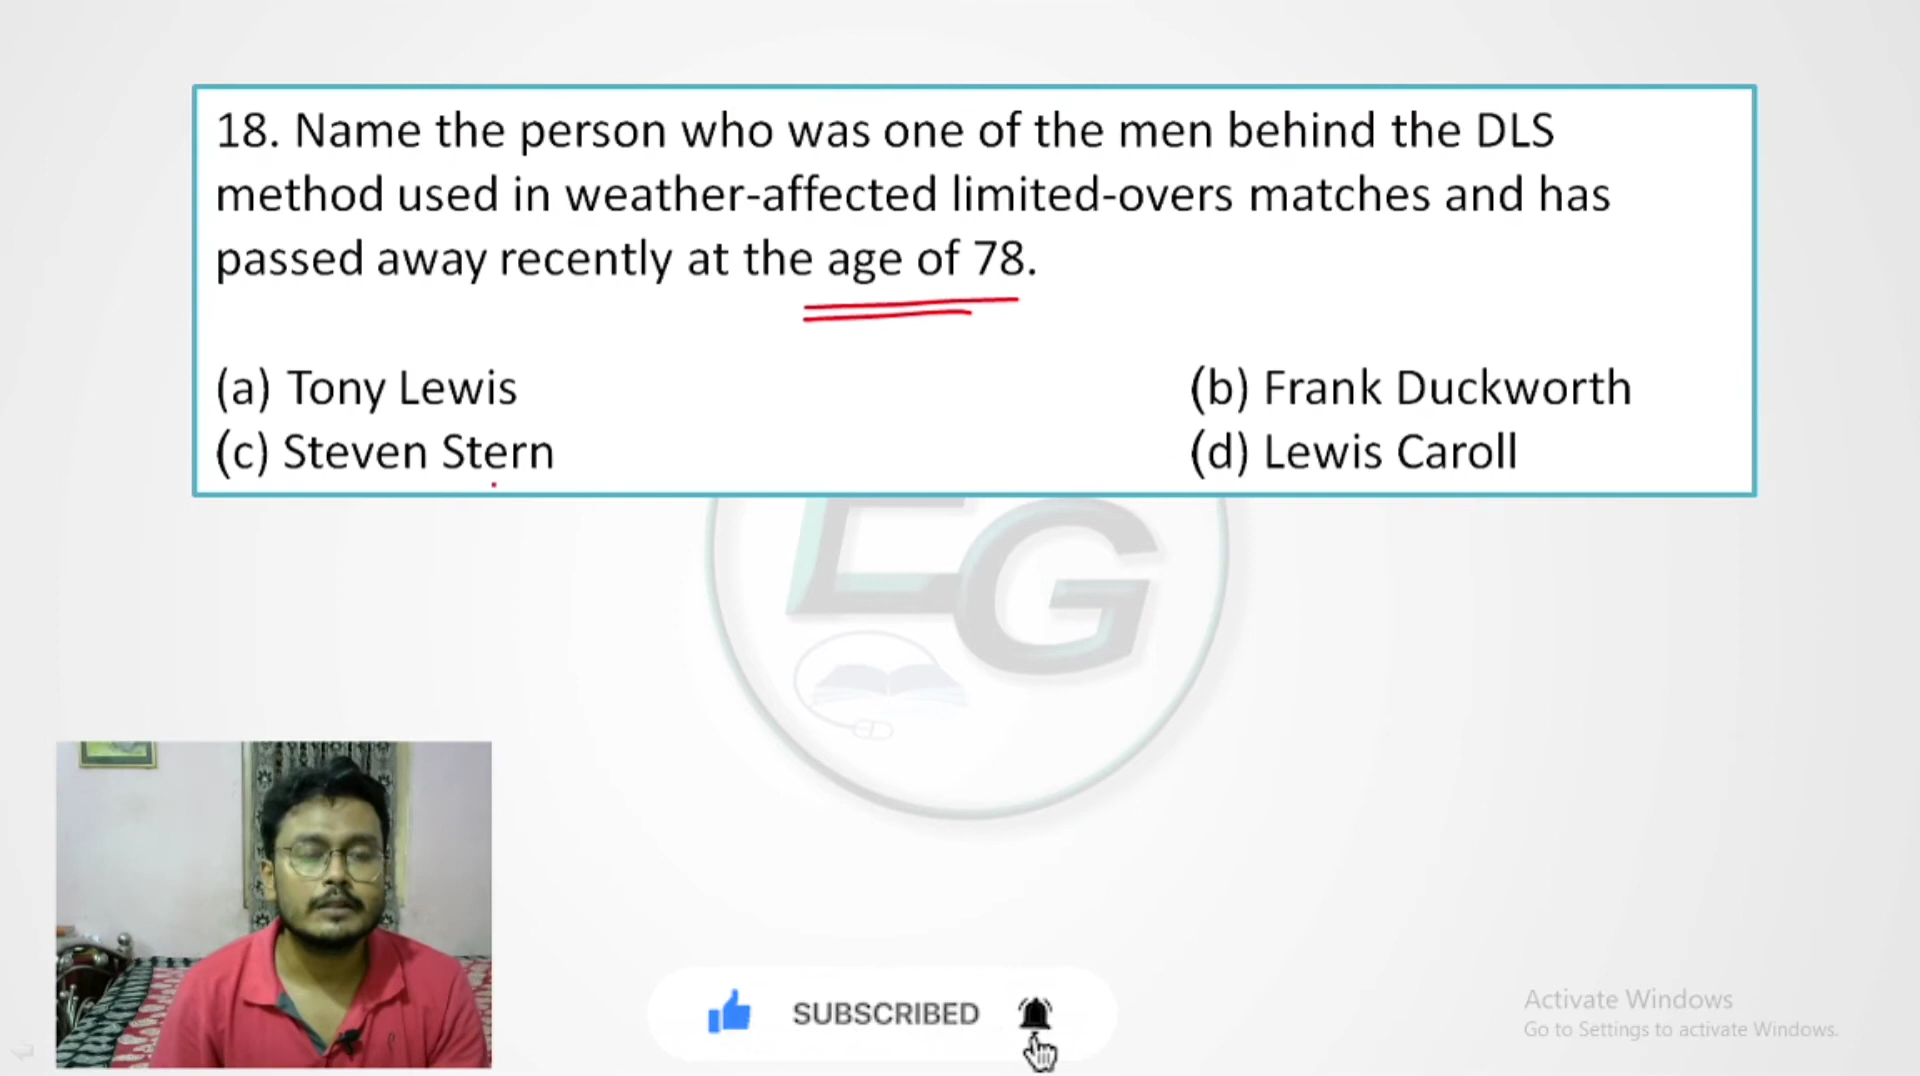 18. Name the person who was one of the men behind the DLS
method used in weather-affected limited-overs matches and has
passed away recently at the age of 78.
(a) Tony Lewis
(b) Frank Duckworth
(c) Steven Stern
(d) Lewis Caroll
EG
SUBSCRIBED
Activate Windows
Go to Settings to activate Windows.